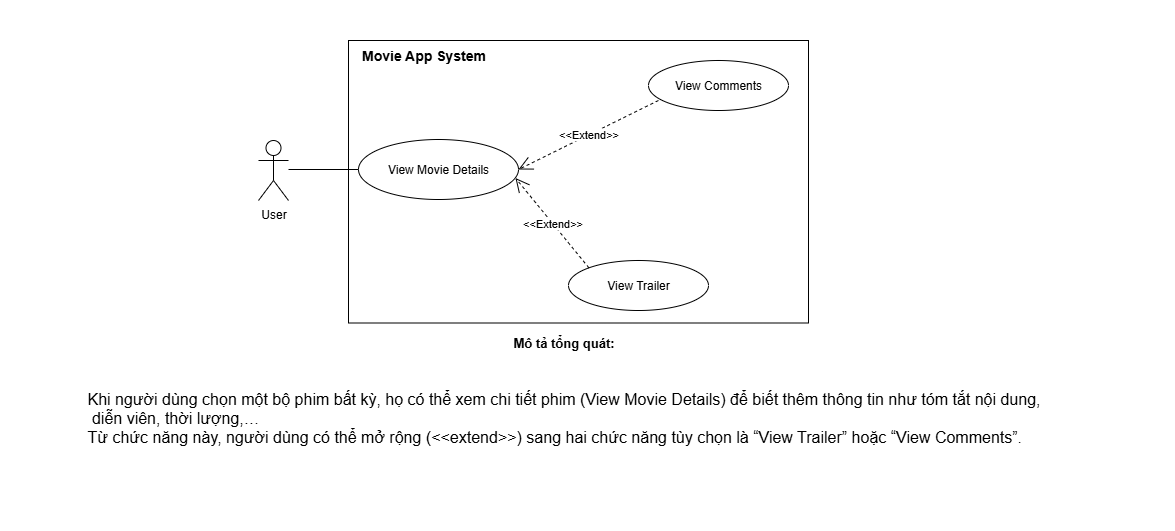 Movie App System
View Comments
<<Extend>>
View Movie Details
User
<<Extend>>
View Trailer
Mô tả tổng quát:
Khi người dùng chọn một bộ phim bất kỳ, họ có thể xem chi tiết phim (View Movie Details) để biết thêm thông tin như tóm tắt nội dung,
diễn viên, thời lượng,...
Từ chức năng này, người dùng có thể mở rộng (<<extend>>) sang hai chức năng tùy chọn là “View Trailer” hoặc “View Comments”.